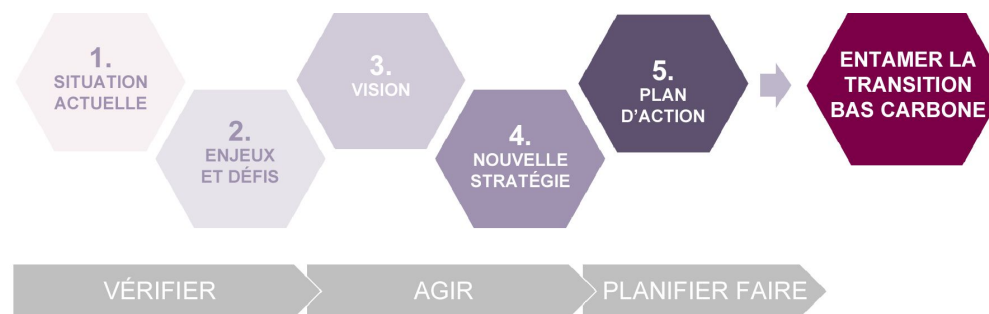 1.
SITUATION
ACTUELLE
2.
ENJEUX
ET DÉFIS
3.
VISION
4.
NOUVELLE
STRATÉGIE
5.
PLAN
D'ACTION
ENTAMER LA
TRANSITION
BAS CARBONE
VÉRIFIER
AGIR
PLANIFIER FAIRE